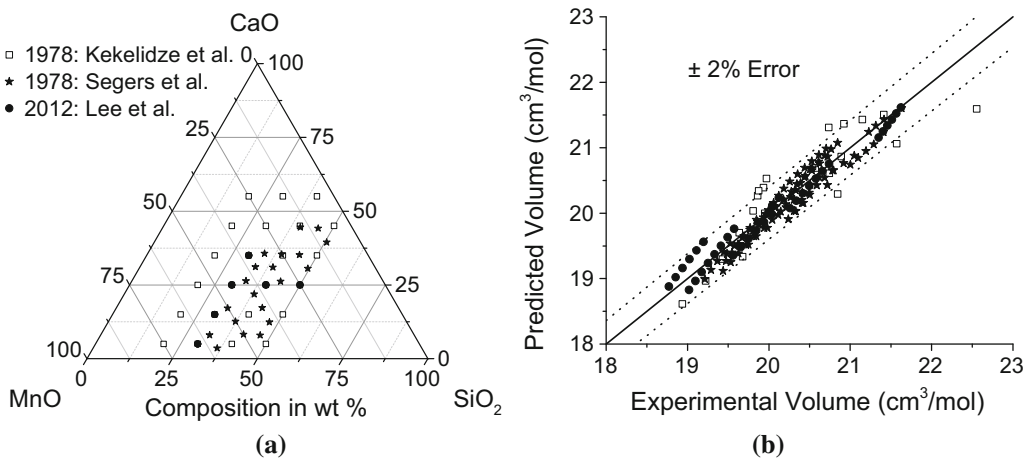 CaO
□ 1978: Kekelidze et al. 0
★ 1978: Segers et al.
● 2012: Lee et al.
100
25
75
50
50
75
25
100
0
0
25
50
75
100
MnO
Composition in wt %
SiO₂
(a)
23
22
21
20
19
18
± 2% Error
Predicted Volume (cm³/mol)
18
19
20
21
22
23
Experimental Volume (cm³/mol)
(b)